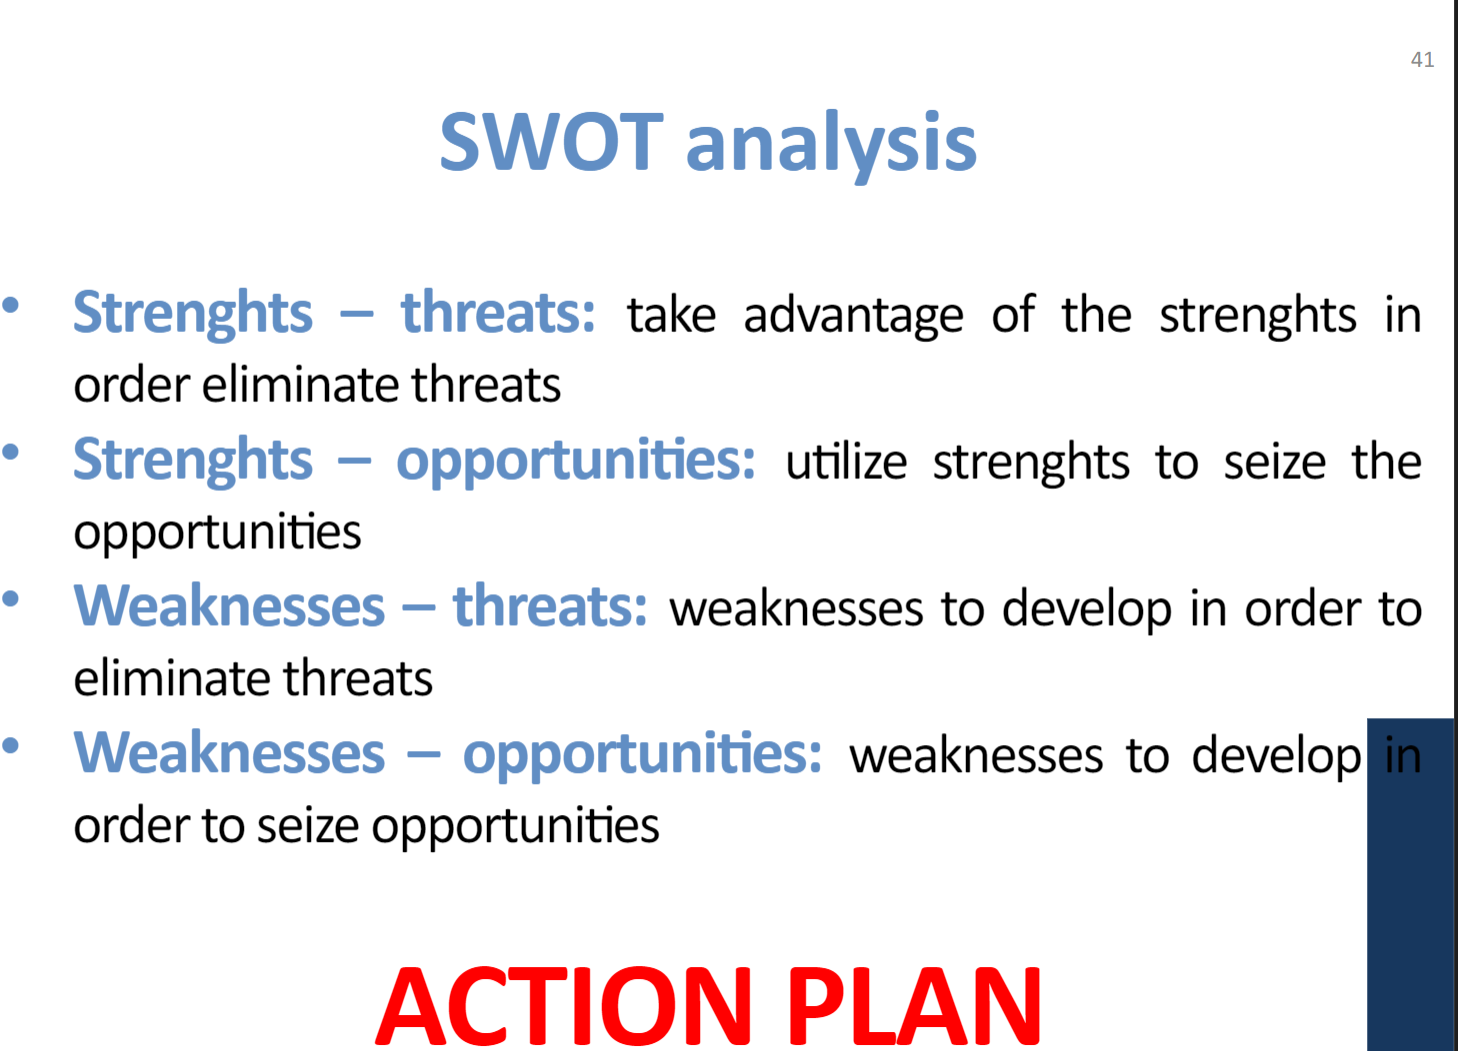 41
SWOT analysis
• Strenghts – threats: take advantage of the strenghts in
order eliminate threats
• Strenghts – opportunities: utilize strenghts to seize the
opportunities
• Weaknesses – threats: weaknesses to develop in order to
eliminate threats
• Weaknesses – opportunities: weaknesses to develop in
order to seize opportunities
ACTION PLAN